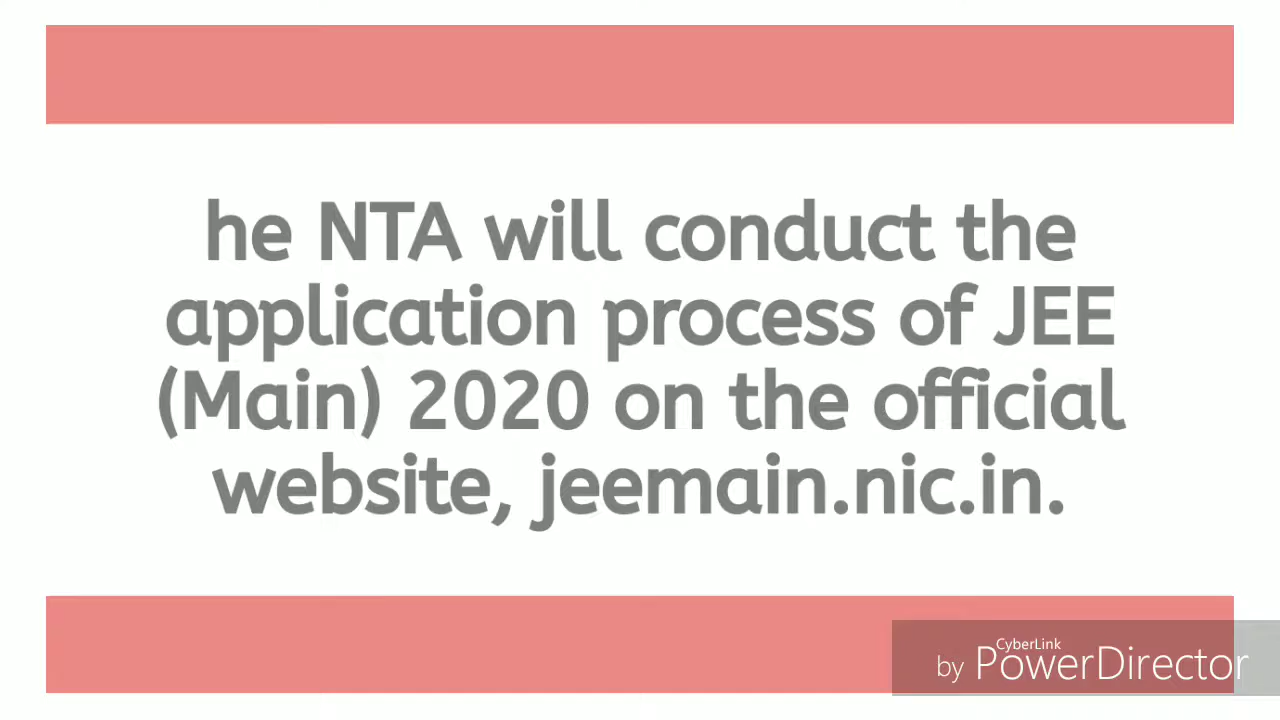 he NTA will conduct the
application process of JEE
(Main) 2020 on the official
website, jeemain.nic.in.
CyberLink
by PowerDirector